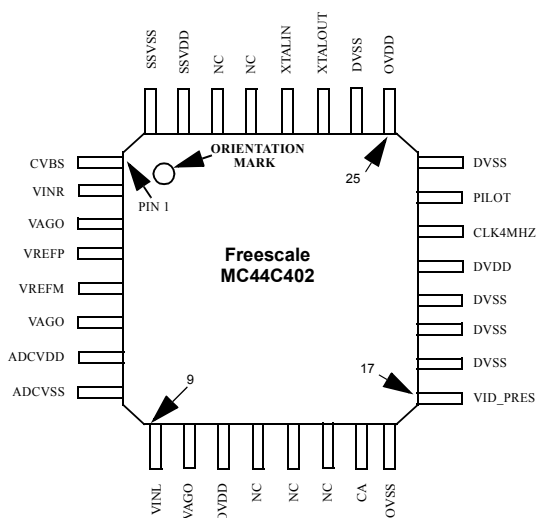 SSVSS
SSVDD
NC
NC
XTALIN
XTALOUT
DVSS
OVDD
ORIENTATION
MARK
25
PIN 1
CVBS
VINR
VAGO
VREFP
VREFM
VAGO
ADCVDD
ADCVSS
Freescale
MC44C402
DVSS
PILOT
CLK4MHZ
DVDD
DVSS
DVSS
DVSS
VID_PRES
9
17
VINL
VAGO
OVDD
NC
NC
NC
CA
OVSS